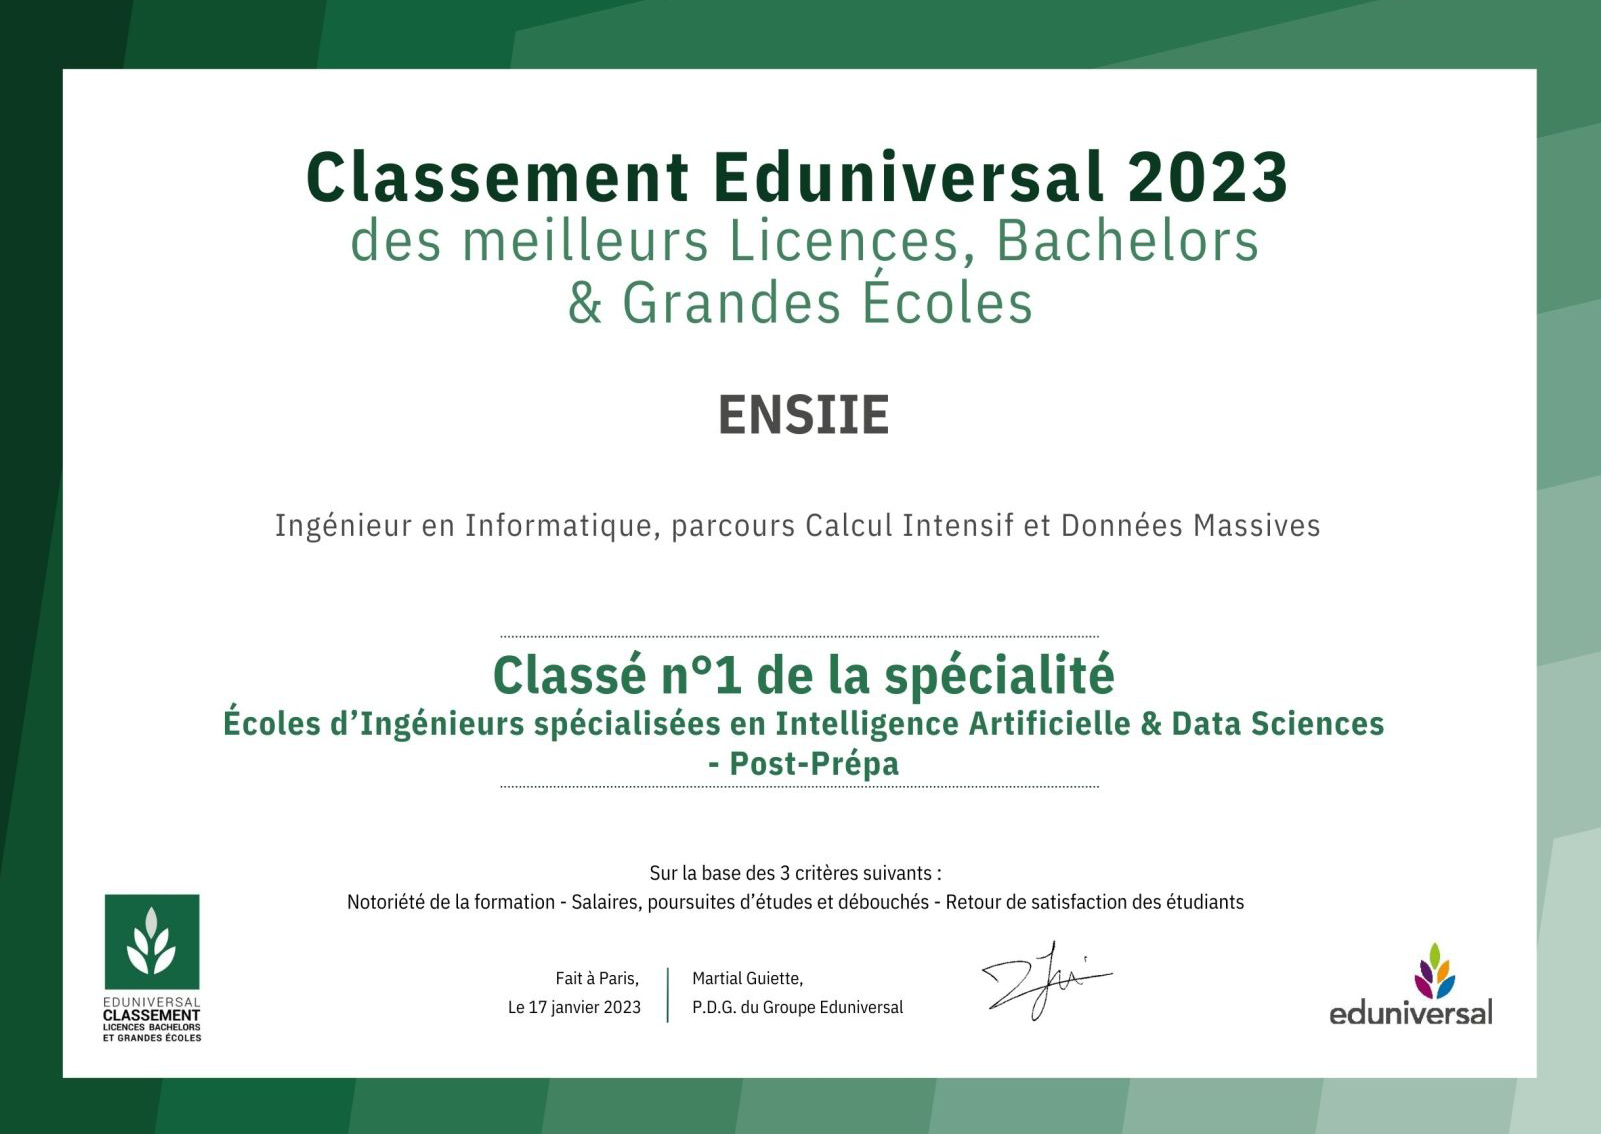 Classement Eduniversal 2023
des meilleurs Licences, Bachelors
& Grandes Écoles
ENSIIE
Ingénieur en Informatique, parcours Calcul Intensif et Données Massives
Classé n°1 de la spécialité
Écoles d’Ingénieurs spécialisées en Intelligence Artificielle & Data Sciences
- Post-Prépa
Sur la base des 3 critères suivants :
Notoriété de la formation - Salaires, poursuites d’études et débouchés - Retour de satisfaction des étudiants
Fait à Paris,
Le 17 janvier 2023
Martial Guiette,
P.D.G. du Groupe Eduniversal
EDUNIVERSAL
CLASSEMENT
LICENCES BACHELORS
ET GRANDES ÉCOLES
eduniversal